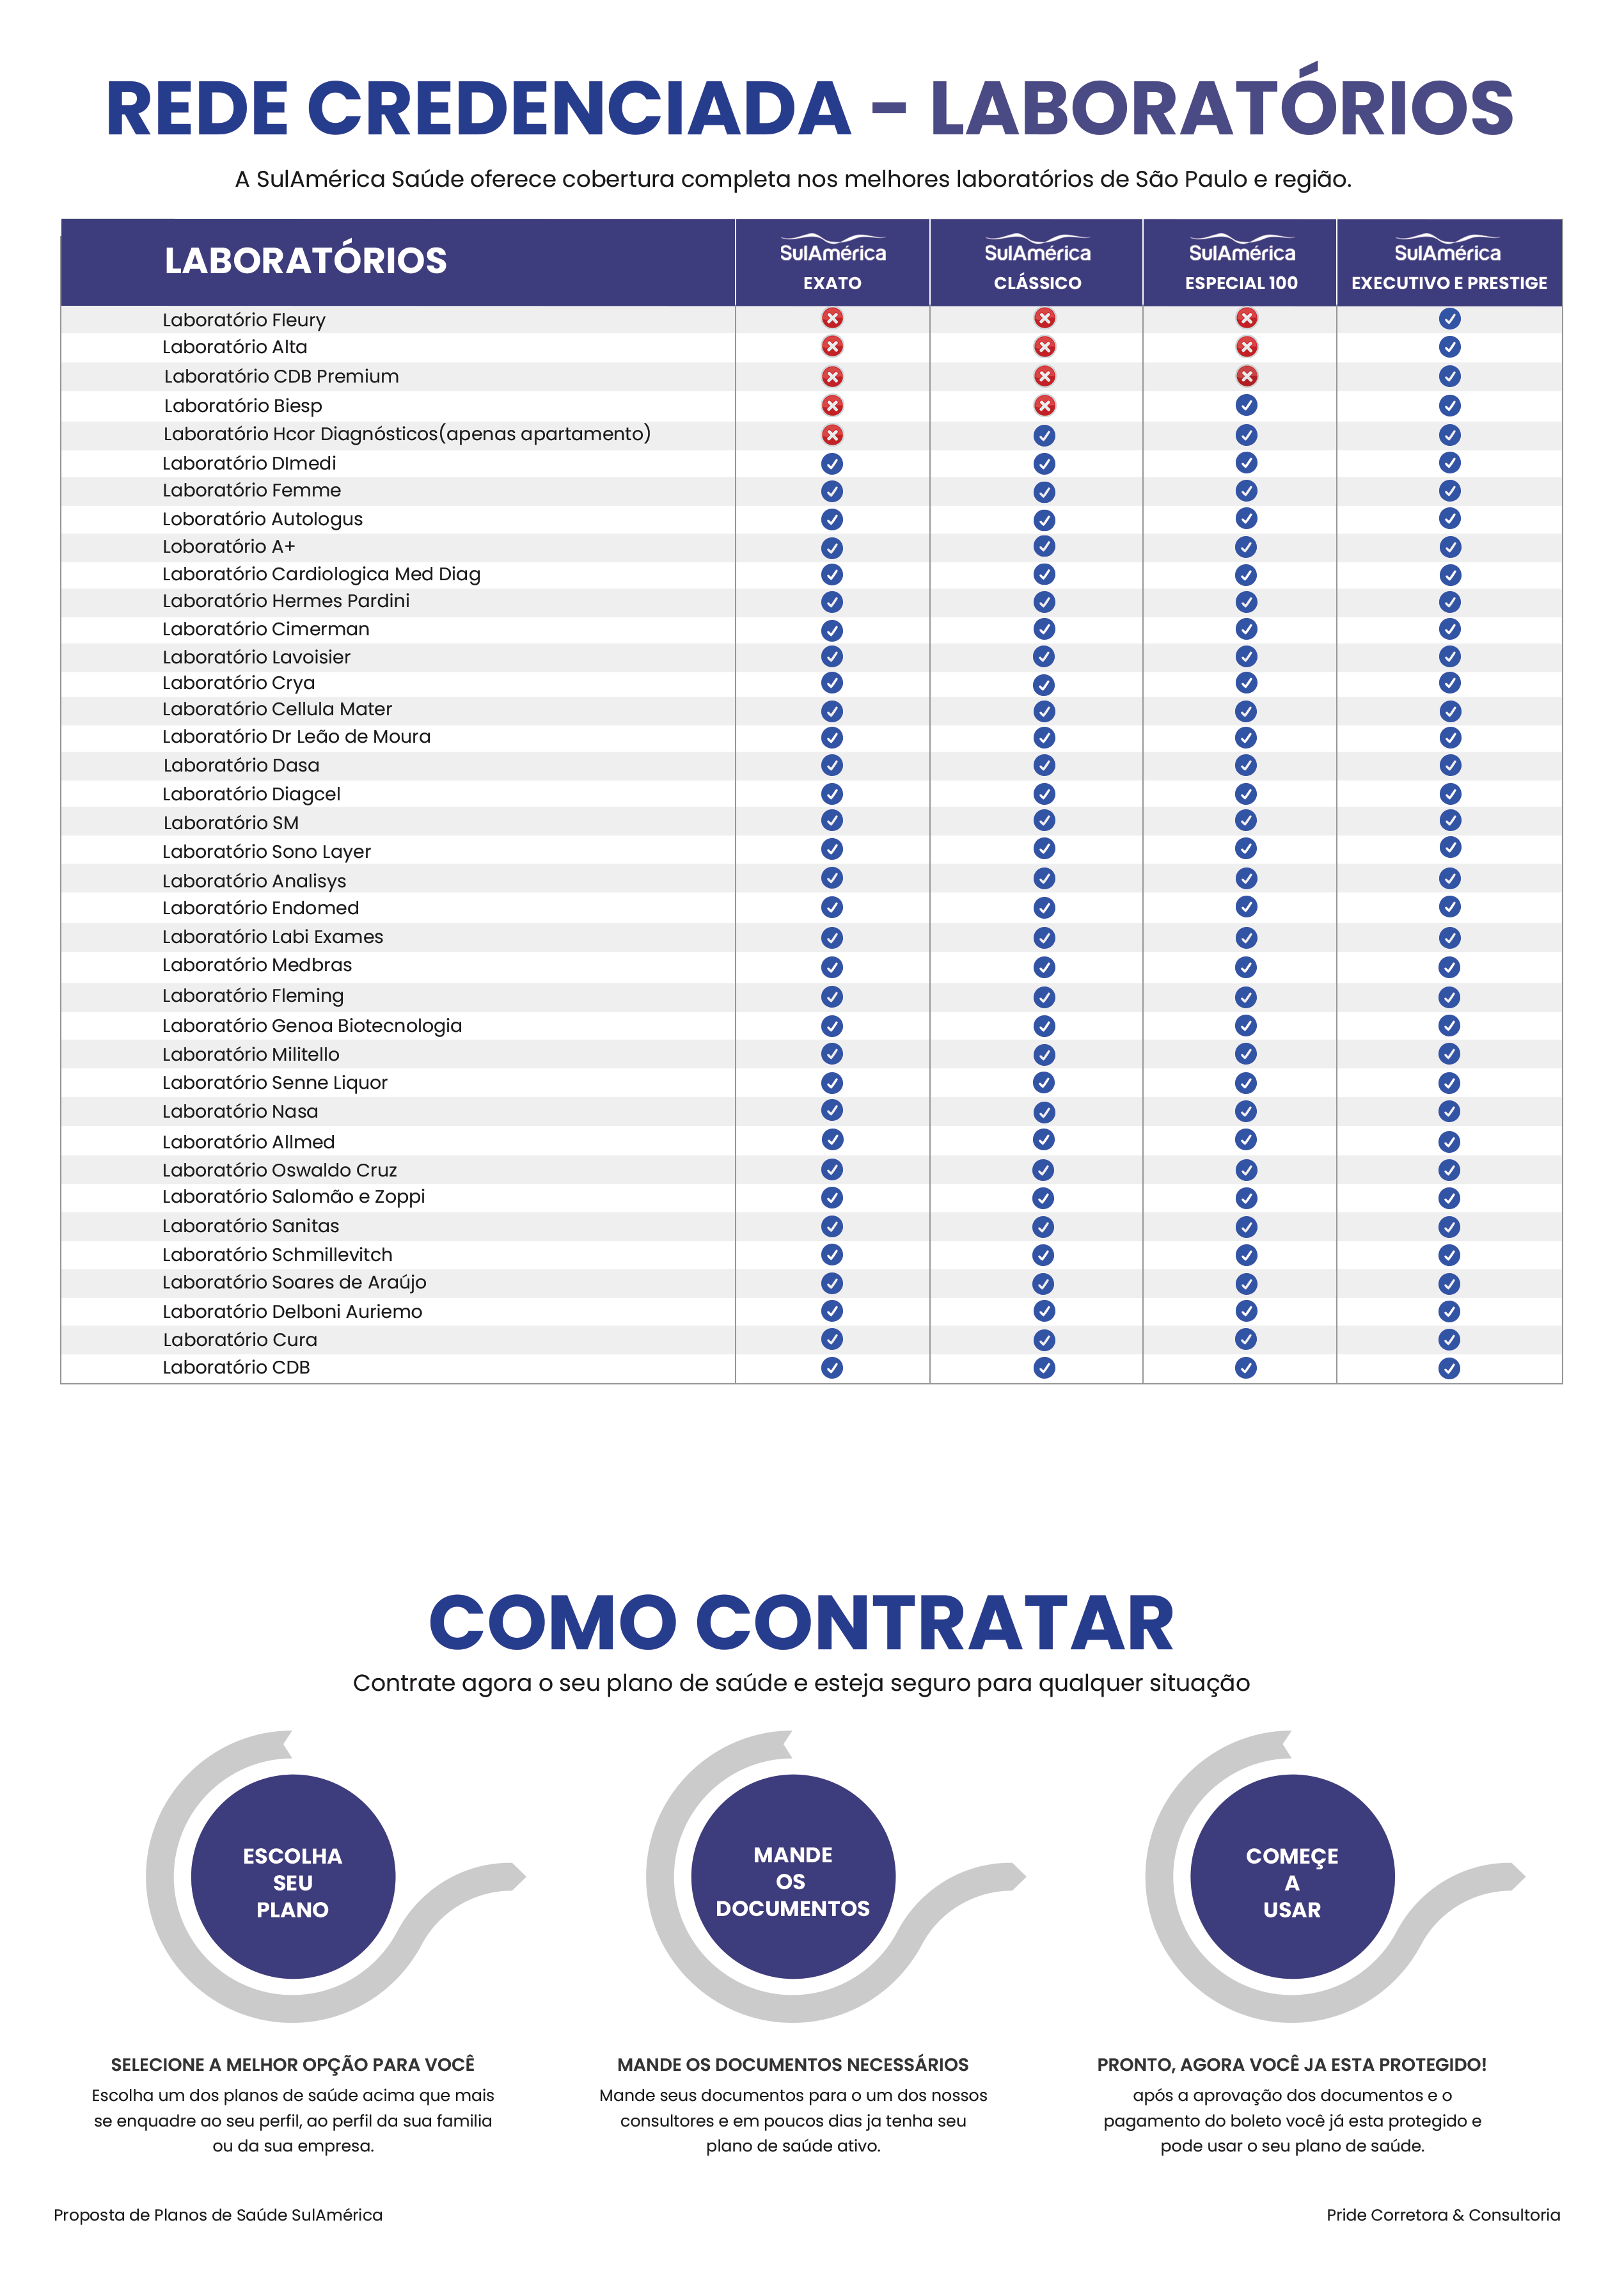 REDE CREDENCIADA - LABORATÓRIOS
A SulAmérica Saúde oferece cobertura completa nos melhores laboratórios de São Paulo e região.
LABORATÓRIOS
SulAmérica
EXATO
SulAmérica
CLÁSSICO
SulAmérica
ESPECIAL 100
SulAmérica
EXECUTIVO E PRESTIGE
Laboratório Fleury
Laboratório Alta
Laboratório CDB Premium
Laboratório Biesp
Laboratório Hcor Diagnósticos(apenas apartamento)
Laboratório DImedi
Laboratório Femme
Loboratório Autologus
Loboratório A+
Laboratório Cardiologica Med Diag
Laboratório Hermes Pardini
Laboratório Cimerman
Laboratório Lavoisier
Laboratório Crya
Laboratório Cellula Mater
Laboratório Dr Leão de Moura
Laboratório Dasa
Laboratório Diagcel
Laboratório SM
Laboratório Sono Layer
Laboratório Analisys
Laboratório Endomed
Laboratório Labi Exames
Laboratório Medbras
Laboratório Fleming
Laboratório Genoa Biotecnologia
Laboratório Militello
Laboratório Senne Liquor
Laboratório Nasa
Laboratório Allmed
Laboratório Oswaldo Cruz
Laboratório Salomão e Zoppi
Laboratório Sanitas
Laboratório Schmillevitch
Laboratório Soares de Araújo
Laboratório Delboni Auriemo
Laboratório Cura
Laboratório CDB
COMO CONTRATAR
Contrate agora o seu plano de saúde e esteja seguro para qualquer situação
ESCOLHA
SEU
PLANO
MANDE
OS
DOCUMENTOS
COMEÇE
A
USAR
SELECIONE A MELHOR OPÇÃO PARA VOCÊ
Escolha um dos planos de saúde acima que mais
se enquadre ao seu perfil, ao perfil da sua familia
ou da sua empresa.
MANDE OS DOCUMENTOS NECESSÁRIOS
Mande seus documentos para o um dos nossos
consultores e em poucos dias ja tenha seu
plano de saúde ativo.
PRONTO, AGORA VOCÊ JA ESTA PROTEGIDO!
após a aprovação dos documentos e o
pagamento do boleto você já esta protegido e
pode usar o seu plano de saúde.
Proposta de Planos de Saúde SulAmérica
Pride Corretora & Consultoria